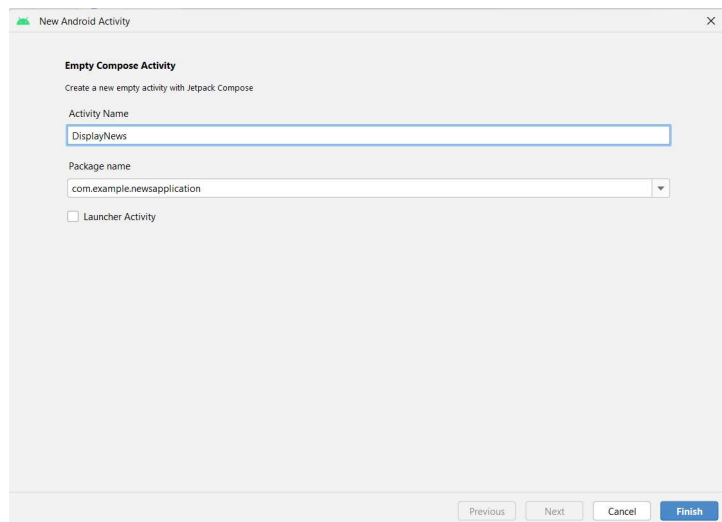 New Android Activity
Empty Compose Activity
Create a new empty activity with Jetpack Compose
Activity Name
DisplayNews
Package name
com.example.newsapplication
Launcher Activity
Previous Next Cancel Finish